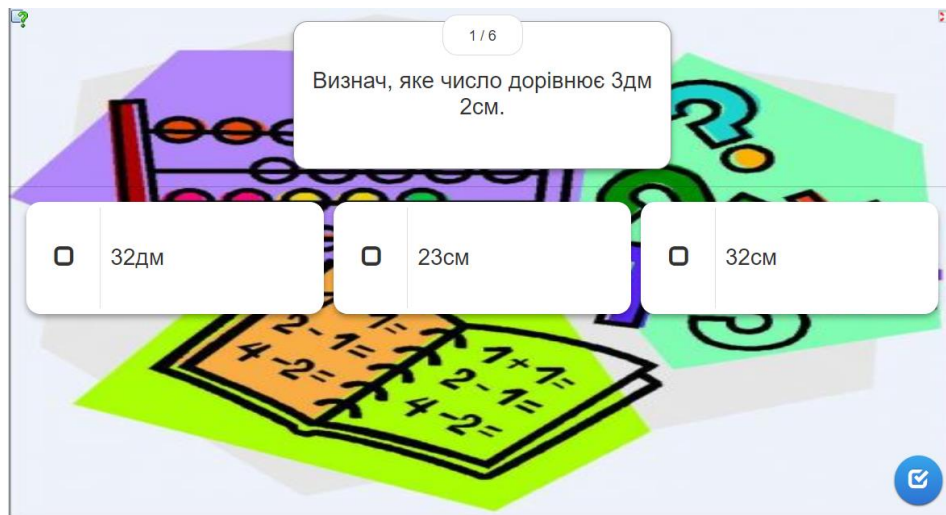 1 / 6
Визнач, яке число дорівнює 3дм
2см.
32дм
23см
32см
2 - 1=
1=
4 -2=
1+1=
2 - 1=
4 -2=